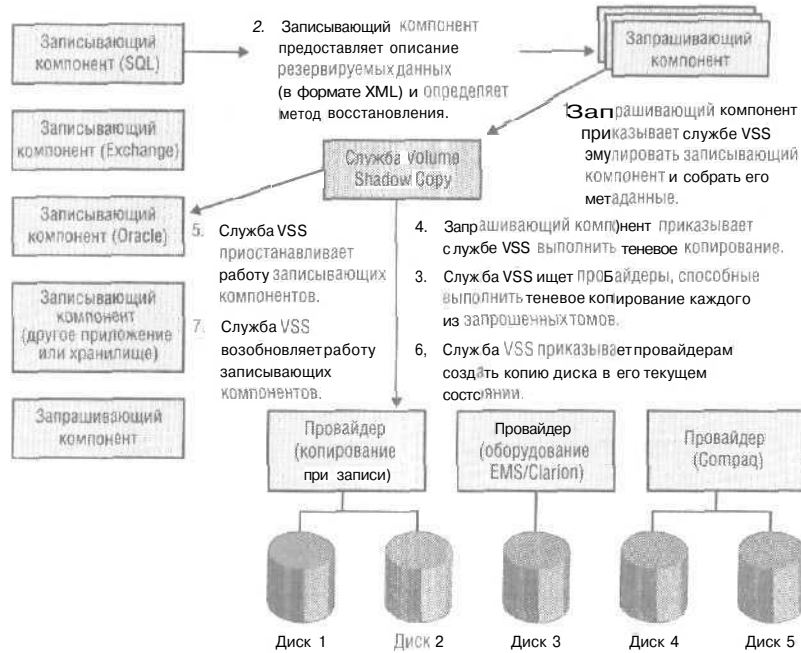 Записывающий
компонент (SQL)
2. Записывающий компонент
предоставляет описание
резервируемых данных
(в формате XML) и определяет
метод восстановления.
Запрашивающий
компонент
Записывающий
компонент (Exchange)
1 Запрашивающий компонент
приказывает службе VSS
эмулировать записывающий
компонент и собрать его
метаданные.
Служба Volume
Shadow Copy
Записывающий
компонент (Oracle)
5. Служба VSS
приостанавливает
работу записывающих
компонентов.
4. Запрашивающий компонент приказывает
службе VSS выполнить теневое копирование.
3. Служба VSS ищет проБайдеры, способные
выполнить теневое копирование каждого
из запрошенных томов.
Записывающий
компонент
(другое приложение
или хранилище)
7. Служба VSS
возобновляет работу
записывающих
компонентов.
6, Служба VSS приказывает провайдерам
создать копию диска в его текущем
состоянии.
Запрашивающий
компонент
Провайдер
(копирование
при записи)
Провайдер
(оборудование
EMS/Clarion)
Провайдер
(Compaq)
Диск 1
Диск 2
Диск 3
Диск 4
Диск 5